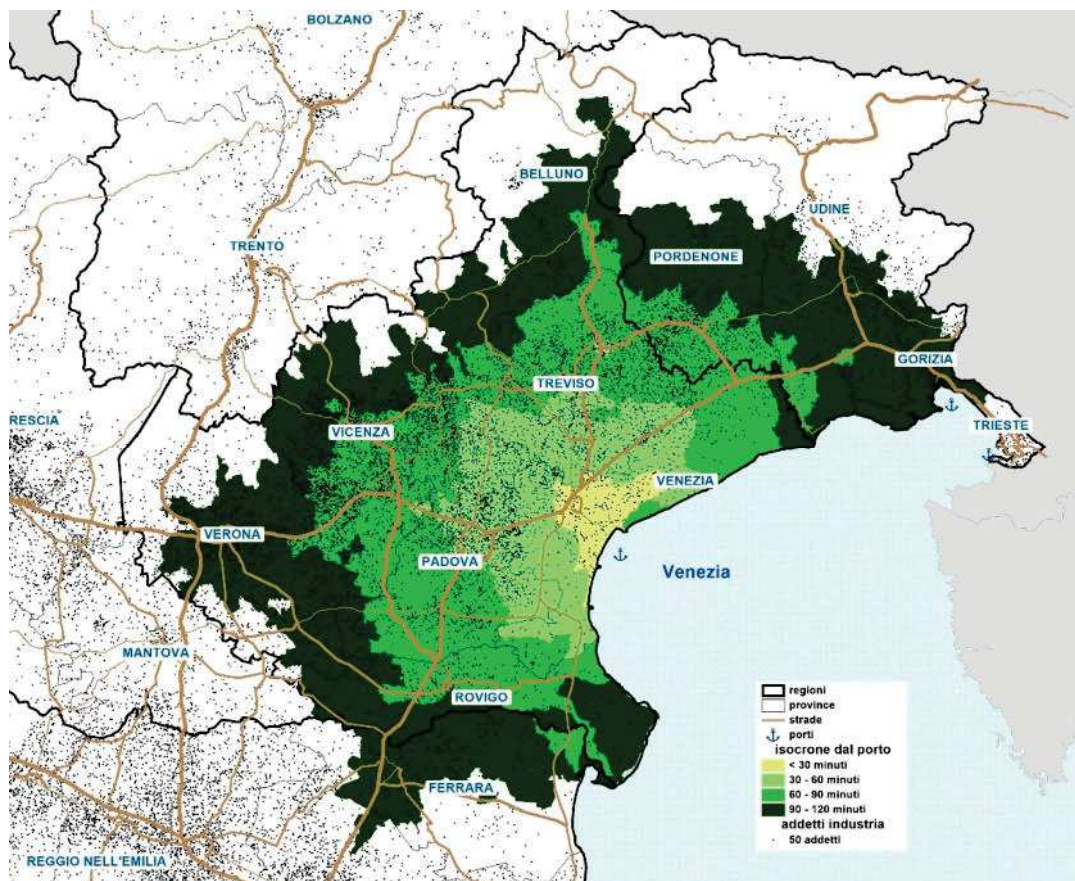 BOLZANO
BELLUNO
UDINE
TRENTO
PORDENONE
GORIZIA
TREVISO
RESCIA
VICENZA
TRIESTE
VENEZIA
VERONA
PADOVA
Venezia
MANTOVA
ROVIGO
FERRARA
REGGIO NELL'EMILIA
regioni
province
strade
porti
isocrone dal porto
< 30 minuti
30 - 60 minuti
60 - 90 minuti
90 - 120 minuti
addetti industria
50 addetti